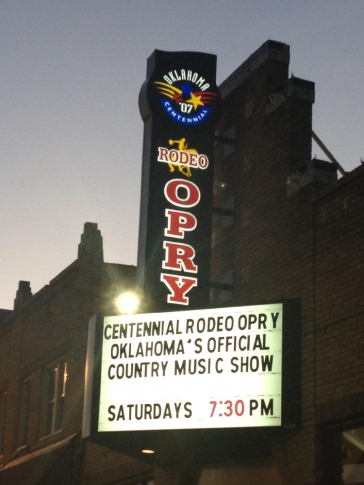 OKLAHOMA
'07
CENTENNIAL
RODEO
OPRY
CENTENNIAL RODEO OPRY
OKLAHOMA'S OFFICIAL
COUNTRY MUSIC SHOW
SATURDAYS 7:30 PM